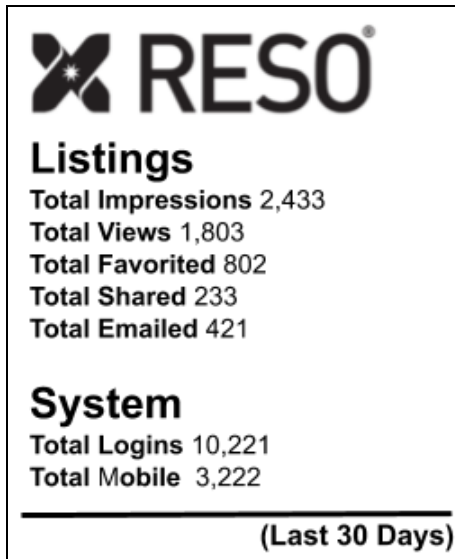 RESO®
Listings
Total Impressions 2,433
Total Views 1,803
Total Favorited 802
Total Shared 233
Total Emailed 421
System
Total Logins 10,221
Total Mobile 3,222
(Last 30 Days)